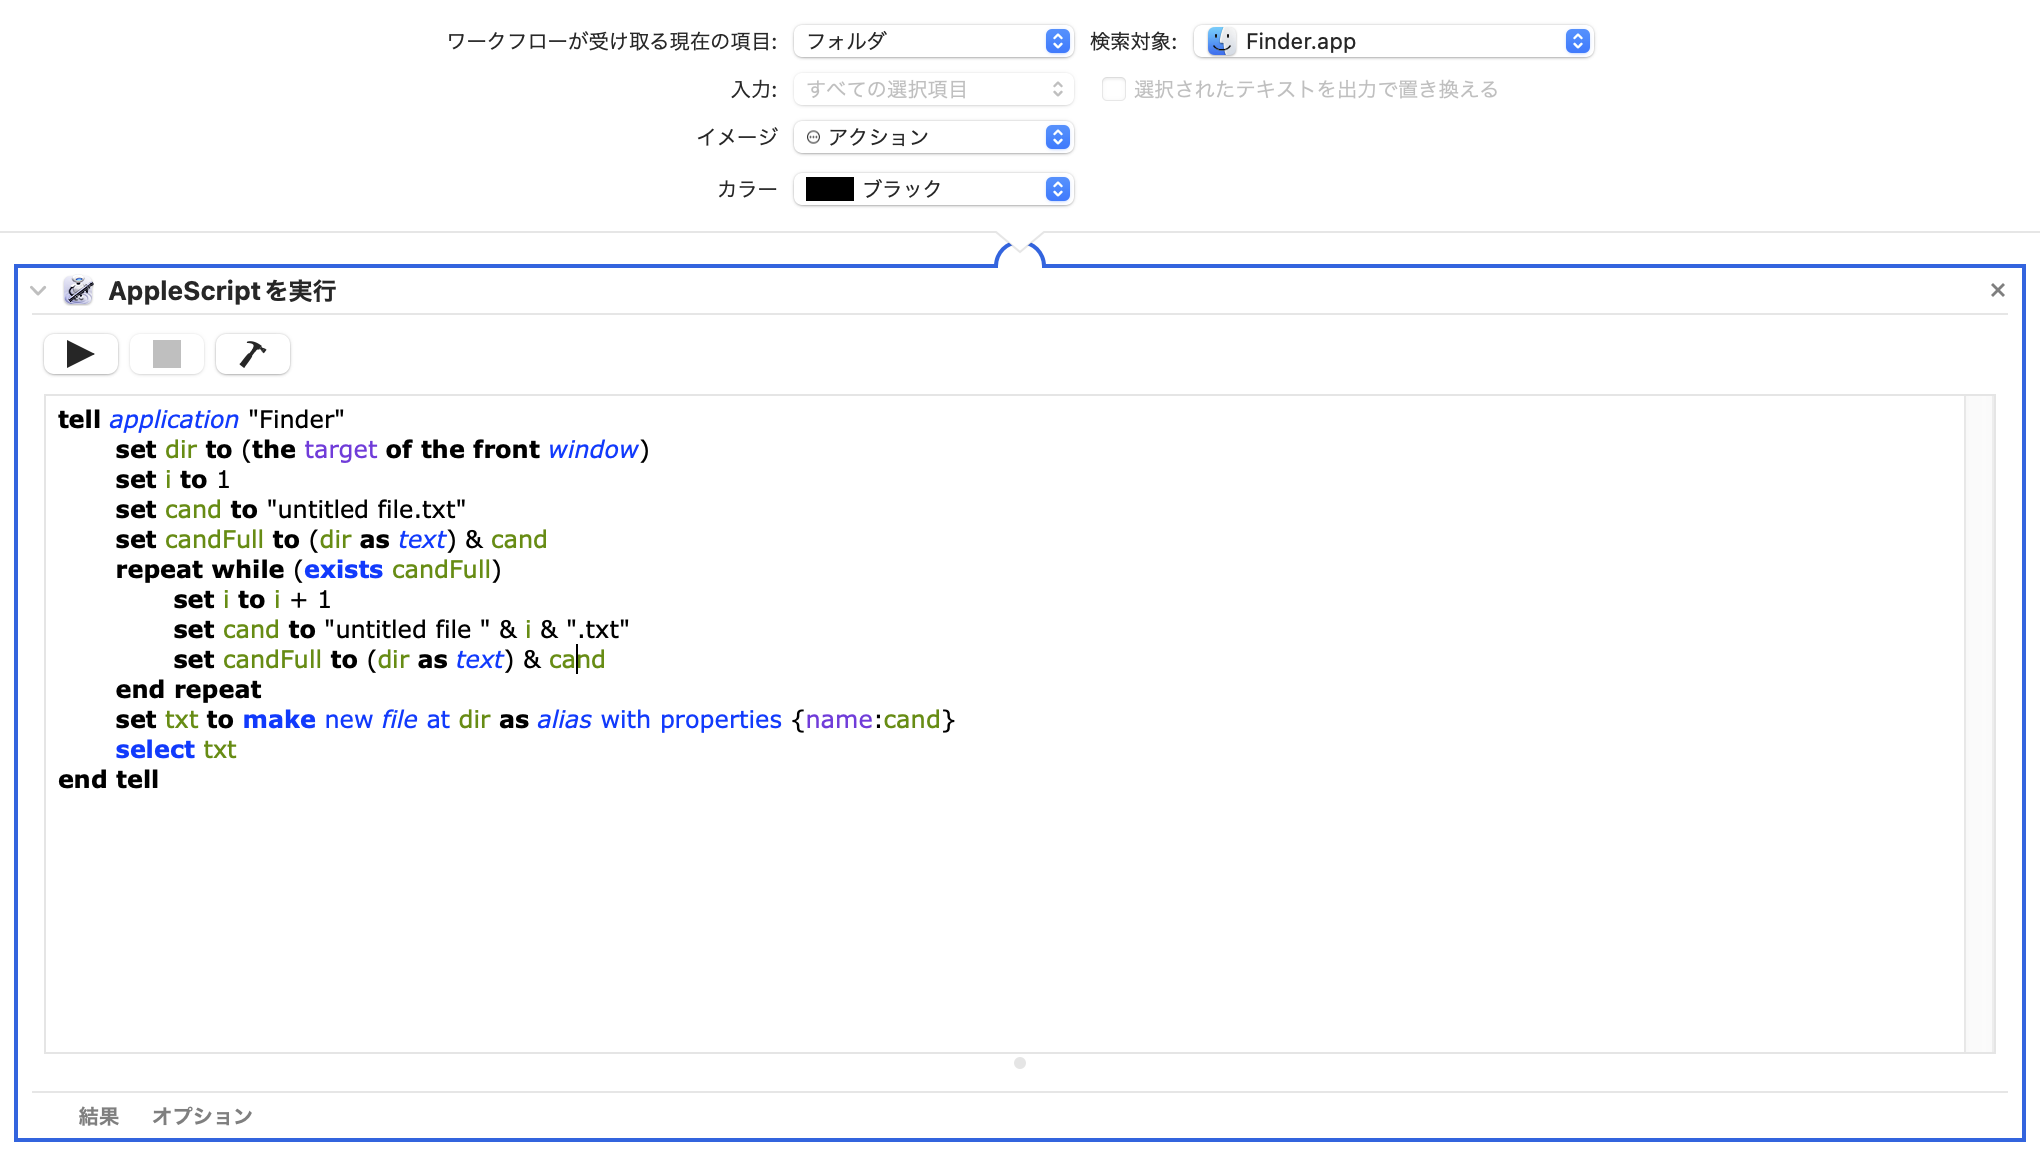 ワークフローが受け取る現在の項目: フォルダ 検索対象: Finder.app
入力: すべての選択項目 選択されたテキストを出力で置き換える
イメージ アクション
カラー ブラック
AppleScriptを実行
tell application "Finder"
set dir to (the target of the front window)
set i to 1
set cand to "untitled file.txt"
set candFull to (dir as text) & cand
repeat while (exists candFull)
set i to i + 1
set cand to "untitled file " & i & ".txt"
set candFull to (dir as text) & cand
end repeat
set txt to make new file at dir as alias with properties {name:cand}
select txt
end tell
結果 オプション